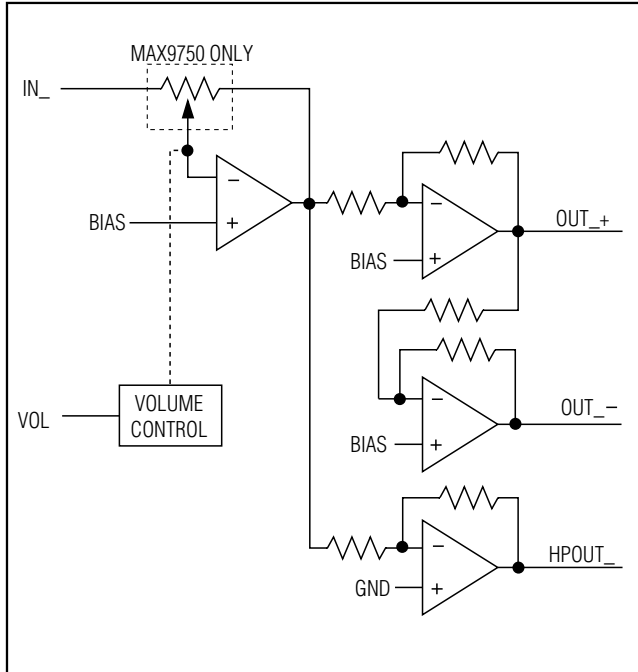 MAX9750 ONLY
IN_
BIAS
OUT_+
BIAS
VOL
VOLUME
CONTROL
OUT_–
BIAS
HPOUT_
GND